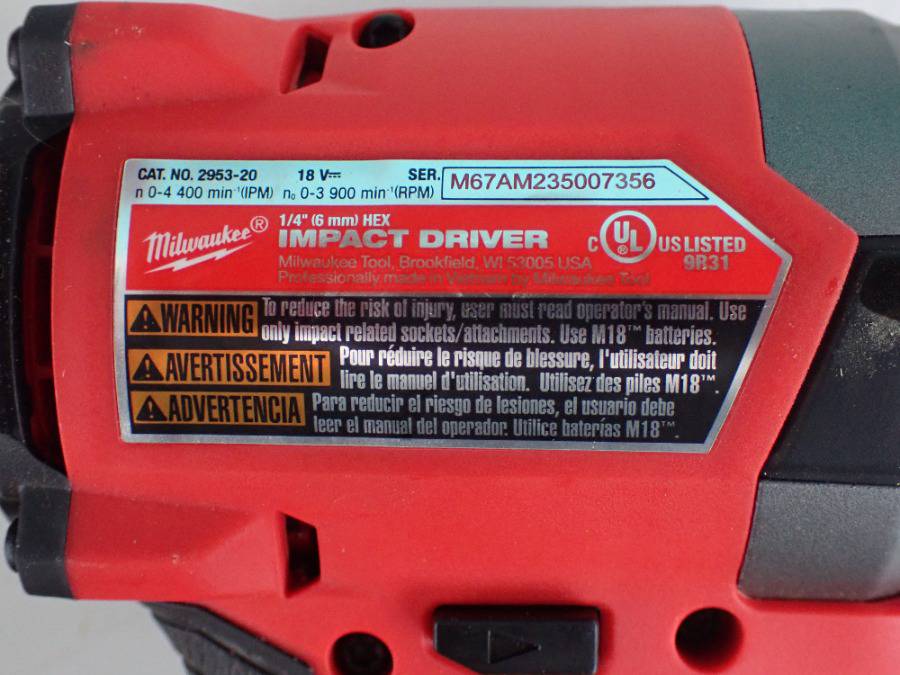 CAT. NO. 2953-20 18 V⎓ SER. M67AM235007356
n 0-4 400 min⁻¹(IPM) n₀ 0-3 900 min⁻¹(RPM)
Milwaukee®
1/4" (6 mm) HEX
IMPACT DRIVER
Milwaukee Tool, Brookfield, WI 53005 USA
Professionally made in Vietnam by Milwaukee Tool
C UL® US LISTED
9R31
WARNING To reduce the risk of injury, user must read operator's manual. Use
only impact related sockets/attachments. Use M18™ batteries.
AVERTISSEMENT Pour réduire le risque de blessure, l'utilisateur doit
lire le manuel d'utilisation. Utilisez des piles M18™.
ADVERTENCIA Para reducir el riesgo de lesiones, el usuario debe
leer el manual del operador. Utilice baterías M18™.